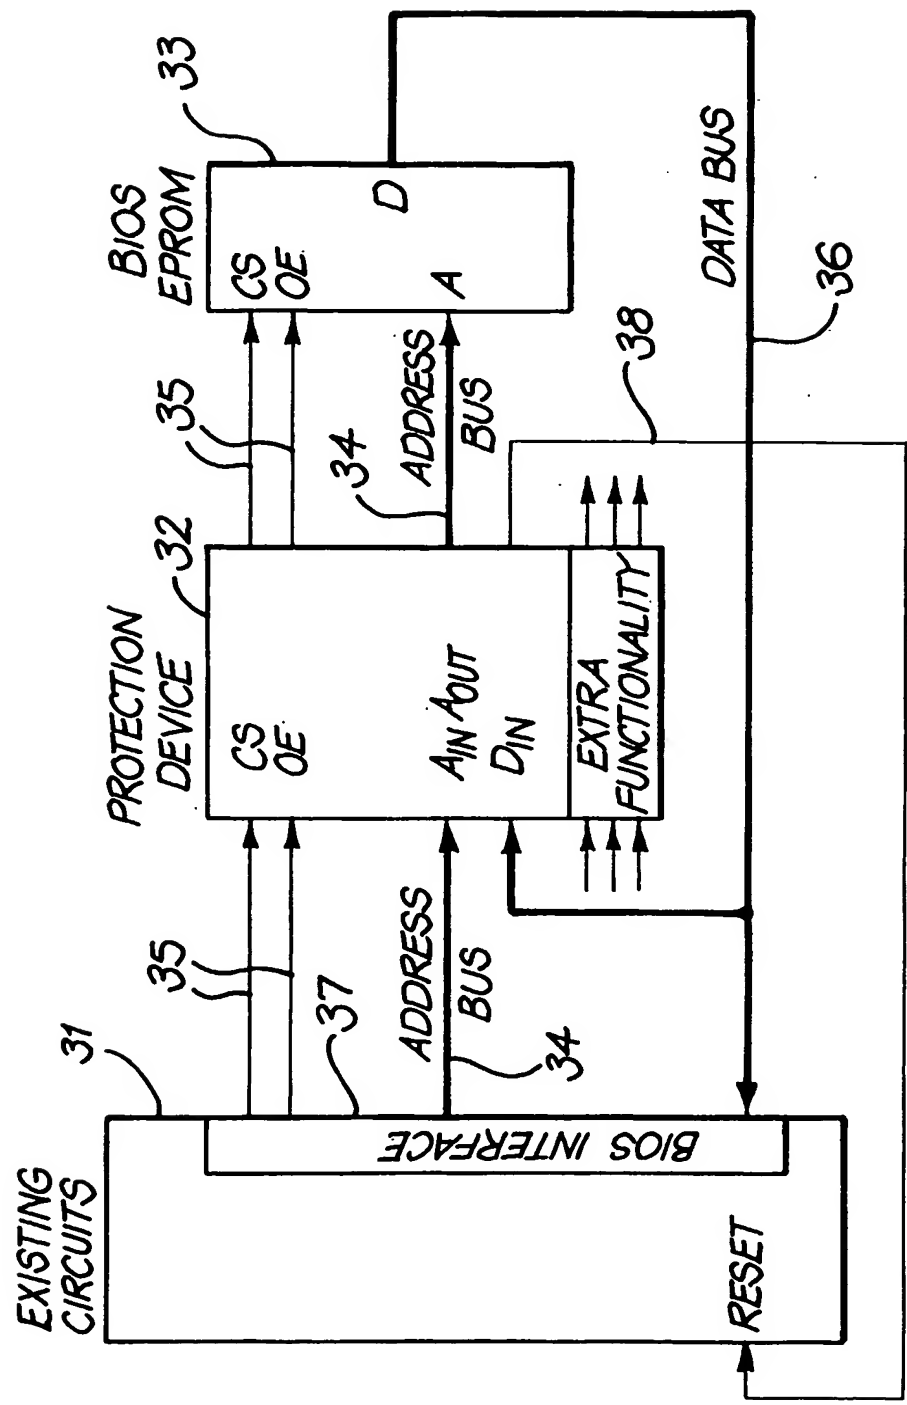 EXISTING
CIRCUITS
31
BIOS INTERFACE
37
RESET
35
ADDRESS
BUS
34
PROTECTION
DEVICE
32
CS
OE
AIN AOUT
DIN
EXTRA
FUNCTIONALITY
35
34
ADDRESS
BUS
38
BIOS
EPROM
33
CS
OE
A
D
DATA BUS
36